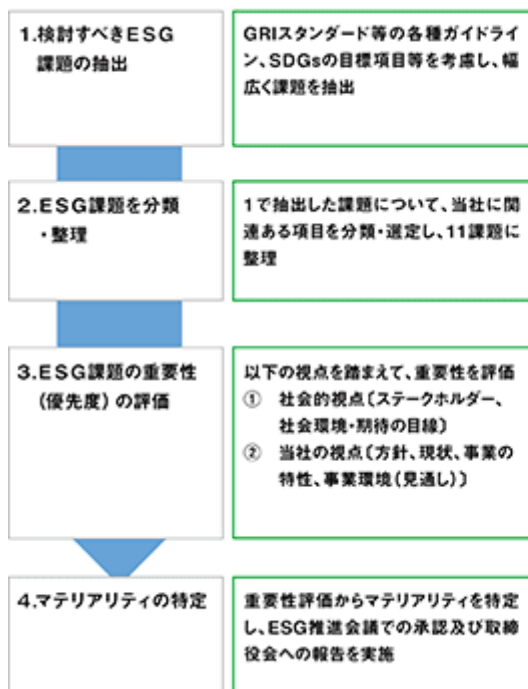 1.検討すべきESG
課題の抽出
GRIスタンダード等の各種ガイドライ
ン、SDGsの目標項目等を考慮し、幅
広く課題を抽出
2.ESG課題を分類
・整理
1で抽出した課題について、当社に関
連ある項目を分類・選定し、11課題に
整理
3.ESG課題の重要性
(優先度)の評価
以下の視点を踏まえて、重要性を評価
① 社会的視点〔ステークホルダー、
社会環境・期待の目線〕
② 当社の視点〔方針、現状、事業の
特性、事業環境(見通し)〕
4.マテリアリティの特定
重要性評価からマテリアリティを特定
し、ESG推進会議での承認及び取締
役会への報告を実施